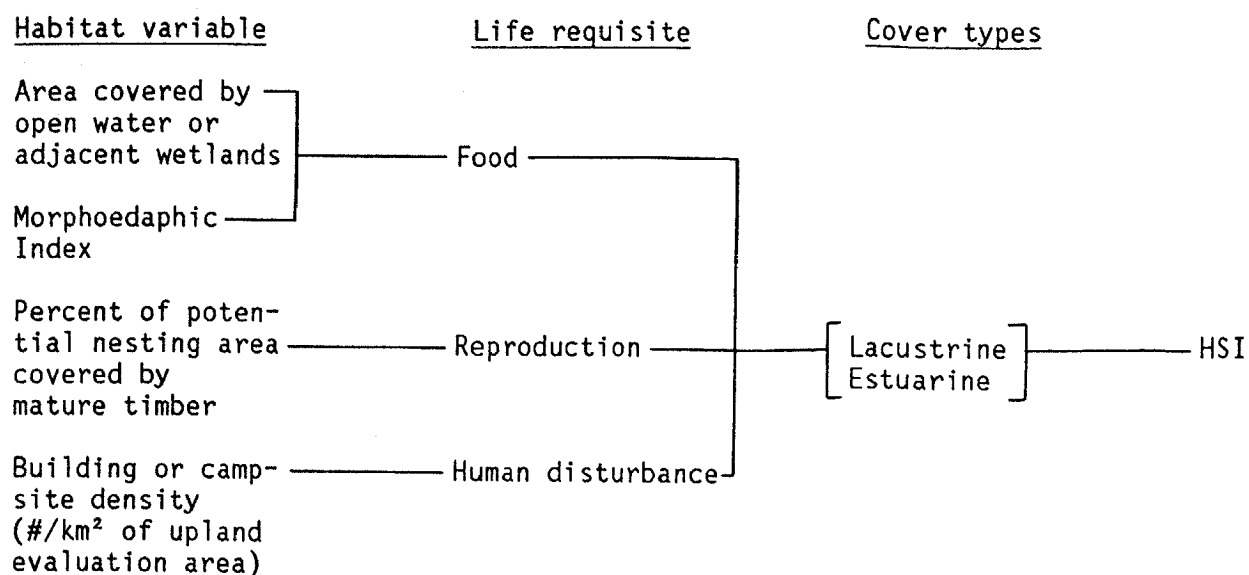 Habitat variable Life requisite Cover types
Area covered by
open water or
adjacent wetlands
Food
Morphoedaphic
Index
Percent of poten-
tial nesting area
covered by
mature timber
Reproduction
Lacustrine
Estuarine
HSI
Building or camp-
site density
(#/km² of upland
evaluation area)
Human disturbance